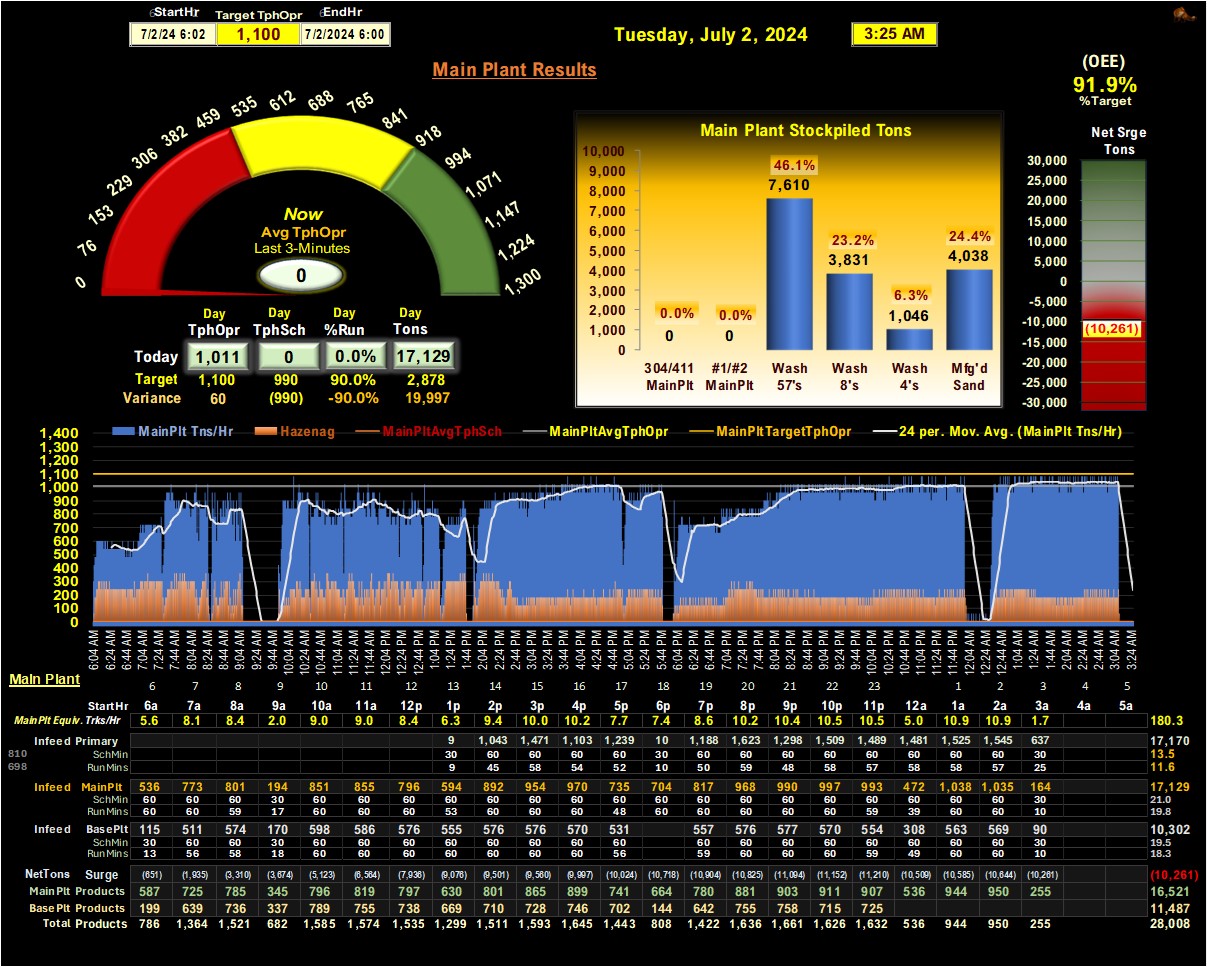 StartHr Target TphOpr EndHr
7/2/24 6:02 1,100 7/2/2024 6:00
Tuesday, July 2, 2024 3:25 AM
Main Plant Results
(OEE)
91.9%
%Target
0 76 153 229 306 382 459 535 612 688 765 841 918 994 1,071 1,147 1,224 1,300
Now
Avg TphOpr
Last 3-Minutes
0
Day Day Day Day
TphOpr TphSch %Run Tons
Today 1,011 0 0.0% 17,129
Target 1,100 990 90.0% 2,878
Variance 60 (990) -90.0% 19,997
Main Plant Stockpiled Tons
10,000
9,000
8,000
7,000
6,000
5,000
4,000
3,000
2,000
1,000
0
0.0% 0.0% 46.1% 23.2% 6.3% 24.4%
0 0 7,610 3,831 1,046 4,038
304/411 #1/#2 Wash Wash Wash Mfg'd
MainPlt MainPlt 57's 8's 4's Sand
Net Srge
Tons
30,000
25,000
20,000
15,000
10,000
5,000
0
-5,000
-10,000
-15,000
-20,000
-25,000
-30,000
(10,261)
MainPlt Tns/Hr Hazenag MainPltAvgTphSch MainPltAvgTphOpr MainPltTargetTphOpr 24 per. Mov. Avg. (MainPlt Tns/Hr)
1,400
1,300
1,200
1,100
1,000
900
800
700
600
500
400
300
200
100
0
6:04 AM 6:24 AM 6:44 AM 7:04 AM 7:24 AM 7:44 AM 8:04 AM 8:24 AM 8:44 AM 9:04 AM 9:24 AM 9:44 AM 10:04 AM 10:24 AM 10:44 AM 11:04 AM 11:24 AM 11:44 AM 12:04 PM 12:24 PM 12:44 PM 1:04 PM 1:24 PM 1:44 PM 2:04 PM 2:24 PM 2:44 PM 3:04 PM 3:24 PM 3:44 PM 4:04 PM 4:24 PM 4:44 PM 5:04 PM 5:24 PM 5:44 PM 6:04 PM 6:24 PM 6:44 PM 7:04 PM 7:24 PM 7:44 PM 8:04 PM 8:24 PM 8:44 PM 9:04 PM 9:24 PM 9:44 PM 10:04 PM 10:24 PM 10:44 PM 11:04 PM 11:24 PM 11:44 PM 12:04 AM 12:24 AM 12:44 AM 1:04 AM 1:24 AM 1:44 AM 2:04 AM 2:24 AM 2:44 AM 3:04 AM 3:24 AM
Main Plant
6 7 8 9 10 11 12 13 14 15 16 17 18 19 20 21 22 23 1 2 3 4 5
StartHr 6a 7a 8a 9a 10a 11a 12p 1p 2p 3p 4p 5p 6p 7p 8p 9p 10p 11p 12a 1a 2a 3a 4a 5a
MainPlt Equiv. Trks/Hr 5.6 8.1 8.4 2.0 9.0 9.0 8.4 6.3 9.4 10.0 10.2 7.7 7.4 8.6 10.2 10.4 10.5 10.5 5.0 10.9 10.9 1.7 180.3
Infeed Primary 9 1,043 1,471 1,103 1,239 10 1,188 1,623 1,298 1,509 1,489 1,481 1,525 1,545 637 17,170
810 SchMin 30 60 60 60 60 30 60 60 60 60 60 60 60 60 30 13.5
698 RunMins 9 45 58 54 52 10 50 59 48 58 57 58 58 57 25 11.6
Infeed MainPlt 536 773 801 194 851 855 796 594 892 954 970 735 704 817 968 990 997 993 472 1,038 1,035 164 17,129
SchMin 60 60 60 30 60 60 60 60 60 60 60 60 60 60 60 60 60 60 60 60 60 30 21.0
RunMins 60 60 59 17 60 60 60 53 60 60 60 48 60 60 60 60 60 59 39 60 60 10 19.8
Infeed BasePlt 115 511 574 170 598 586 576 555 576 576 570 531 557 576 577 570 554 308 563 569 90 10,302
SchMin 30 60 60 30 60 60 60 60 60 60 60 60 60 60 60 60 60 60 60 60 30 19.5
RunMins 13 56 58 18 60 60 60 60 60 60 60 56 59 60 60 60 59 49 60 60 10 18.3
NetTons Surge (651) (1,935) (3,310) (3,674) (5,123) (6,564) (7,936) (9,076) (9,501) (9,560) (9,997) (10,024) (10,718) (10,904) (10,825) (11,094) (11,152) (11,210) (10,509) (10,585) (10,644) (10,261) (10,261)
MainPlt Products 587 725 785 345 796 819 797 630 801 865 899 741 664 780 881 903 911 907 536 944 950 255 16,521
BasePlt Products 199 639 736 337 789 755 738 669 710 728 746 702 144 642 755 758 715 725 11,487
Total Products 786 1,364 1,521 682 1,585 1,574 1,535 1,299 1,511 1,593 1,645 1,443 808 1,422 1,636 1,661 1,626 1,632 536 944 950 255 28,008